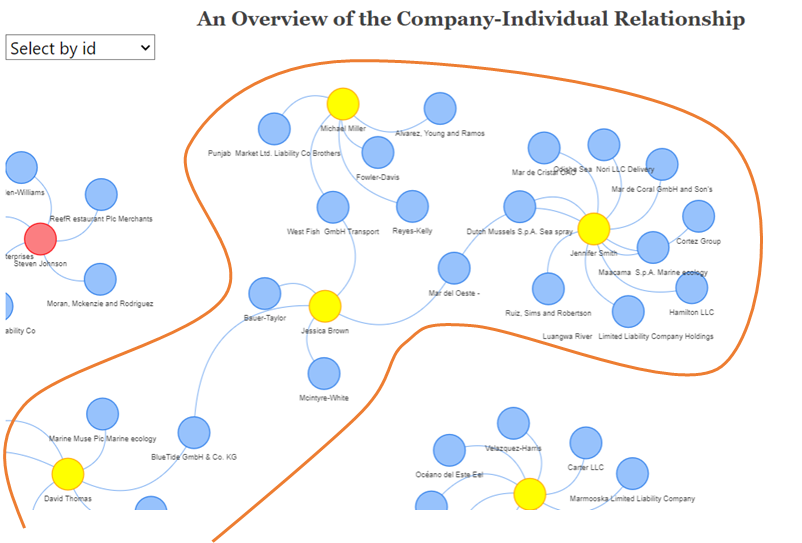 An Overview of the Company-Individual Relationship
Select by id
Michael Miller
Alvarez, Young and Ramos
Punjab Market Ltd. Liability Co Brothers
Fowler-Davis
Mar de Cristal
Sea Nori LLC Delivery
Mar de Coral GmbH and Son's
en-Williams
ReefR estaurant Plc Merchants
West Fish GmbH Transport
Reyes-Kelly
Dutch Mussels S.p.A. Sea spray
Cortez Group
Jennifer Smith
terprises
Steven Johnson
Maacama S.p.A. Marine ecology
Mar del Oeste -
Moran, Mckenzie and Rodriguez
Bauer-Taylor
Jessica Brown
Ruiz, Sims and Robertson
Hamilton LLC
ability Co
Luangwa River Limited Liability Company Holdings
Mcintyre-White
Marine Muse Plc Marine ecology
BlueTide GmbH & Co. KG
Velazquez-Harris
Océano del Este Eel
Carter LLC
David Thomas
Marmooska Limited Liability Company